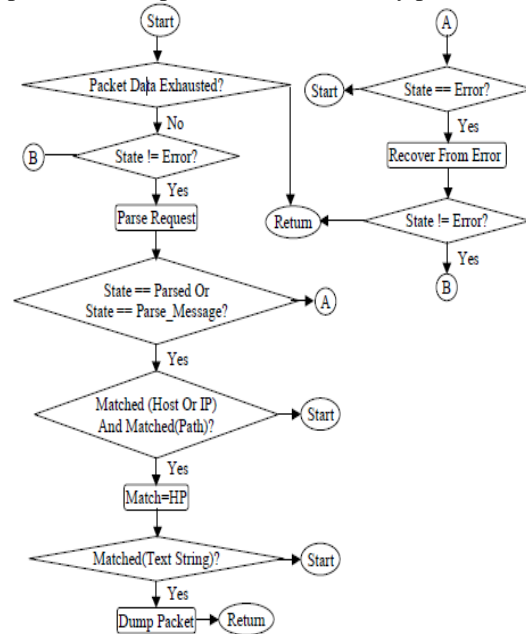 Start
Packet Data Exhausted?
No
B
State != Error?
Yes
Parse Request
State == Parsed Or
State == Parse_Message?
A
Yes
Matched (Host Or IP)
And Matched(Path)?
Start
Yes
Match=HP
Matched(Text String)?
Start
Yes
Dump Packet
Return
A
Start
State == Error?
Yes
Recover From Error
Return
State != Error?
Yes
B